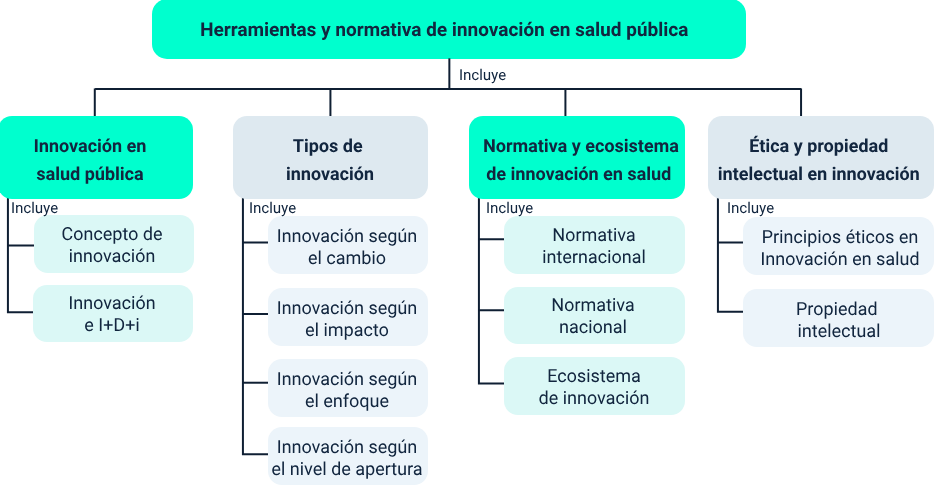 Herramientas y normativa de innovación en salud pública
Incluye
Innovación en
salud pública
Incluye
Concepto de
innovación
Innovación
e I+D+i
Tipos de
innovación
Incluye
Innovación según
el cambio
Innovación según
el impacto
Innovación según
el enfoque
Innovación según
el nivel de apertura
Normativa y ecosistema
de innovación en salud
Incluye
Normativa
internacional
Normativa
nacional
Ecosistema
de innovación
Ética y propiedad
intelectual en innovación
Incluye
Principios éticos en
Innovación en salud
Propiedad
intelectual